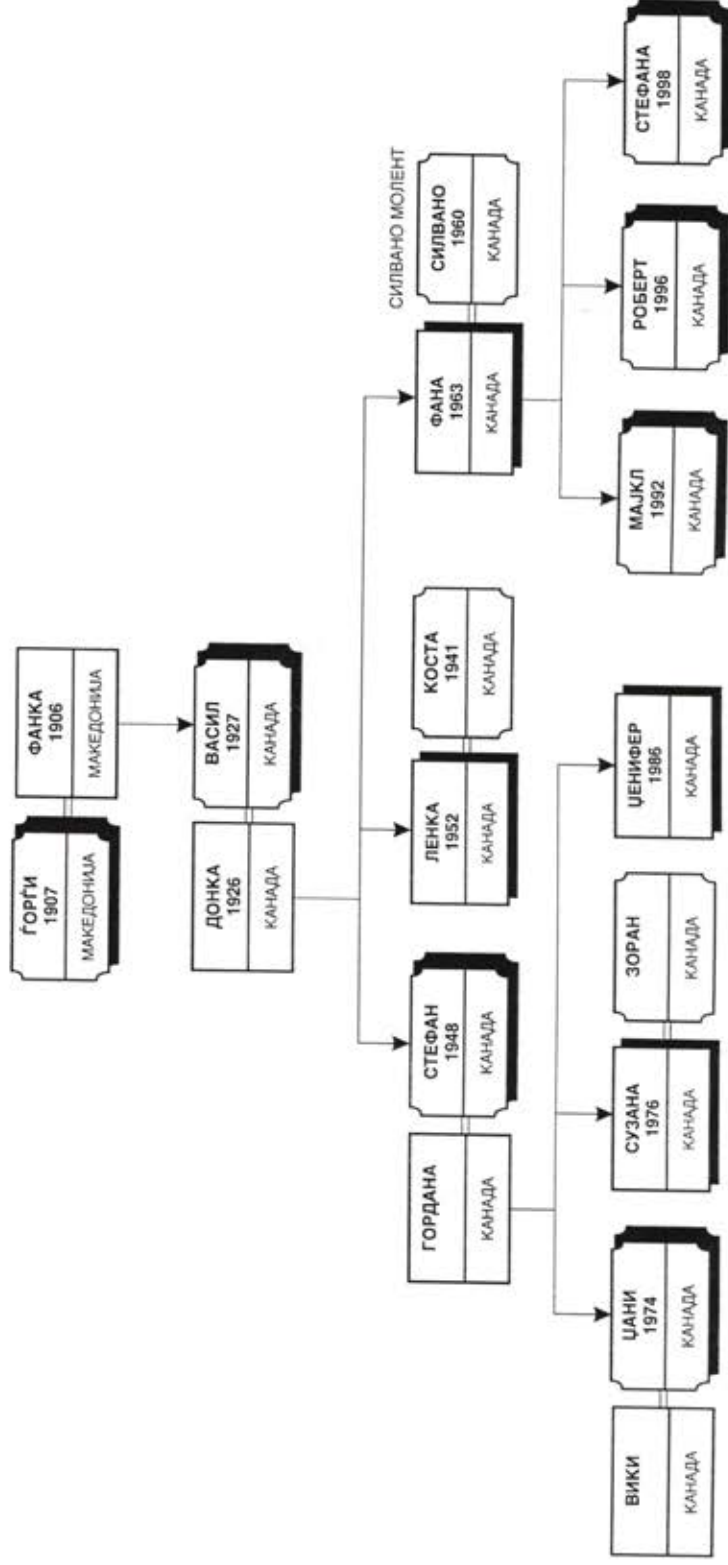 ЃОРЃИ
1907
МАКЕДОНИЈА
ФАНКА
1906
МАКЕДОНИЈА
ДОНКА
1926
КАНАДА
ВАСИЛ
1927
КАНАДА
ГОРДАНА
КАНАДА
СТЕФАН
1948
КАНАДА
ЛЕНКА
1952
КАНАДА
КОСТА
1941
КАНАДА
ФАНА
1963
КАНАДА
СИЛВАНО МОЛЕНТ
СИЛВАНО
1960
КАНАДА
ВИКИ
КАНАДА
ЏАНИ
1974
КАНАДА
СУЗАНА
1976
КАНАДА
ЗОРАН
КАНАДА
ЏЕНИФЕР
1986
КАНАДА
МАЈКЛ
1992
КАНАДА
РОБЕРТ
1996
КАНАДА
СТЕФАНА
1998
КАНАДА